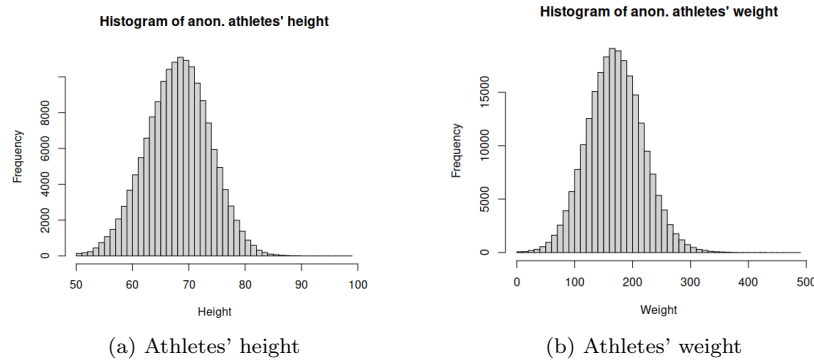 Histogram of anon. athletes' height
Frequency
0 2000 4000 6000 8000
50 60 70 80 90 100
Height
(a) Athletes' height
Histogram of anon. athletes' weight
Frequency
0 5000 10000 15000
0 100 200 300 400 500
Weight
(b) Athletes' weight